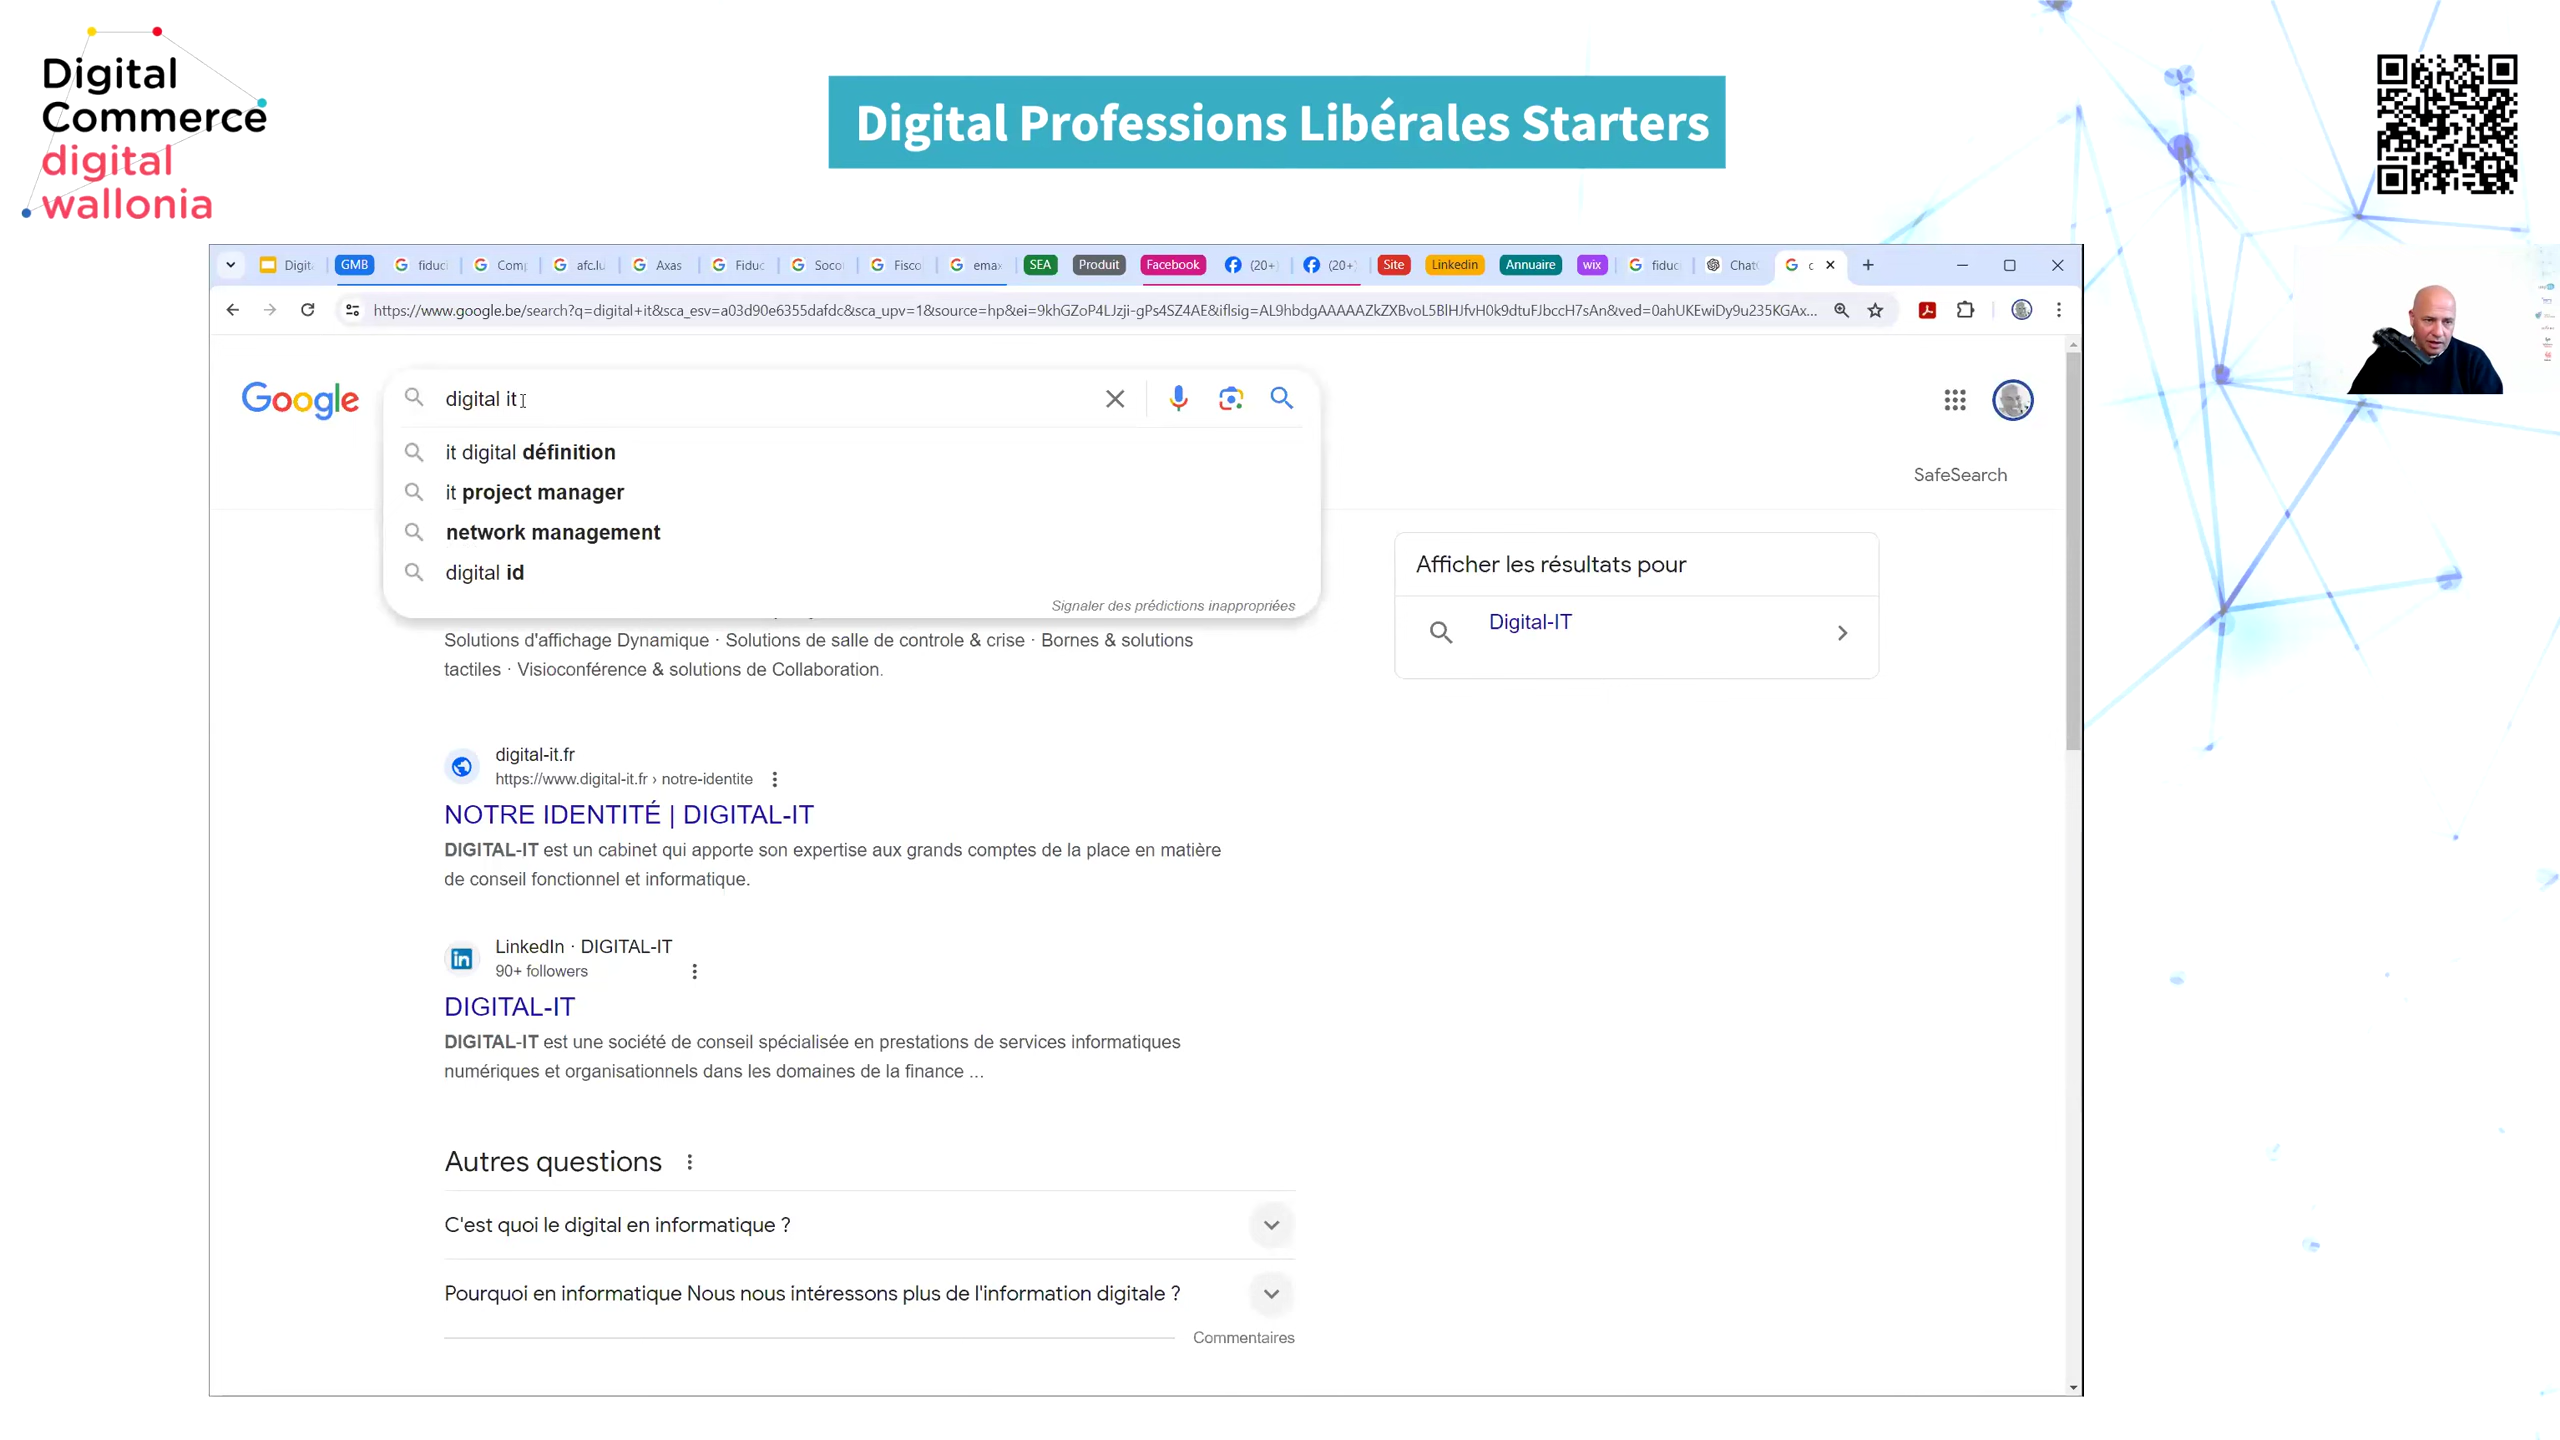 Digital
Commerce
digital
wallonia
Digital Professions Libérales Starters
Digit
GMB
fiduci
Comp
afc.lu
Axas
Fiduc
Soco
Fisco
emax
SEA
Produit
Facebook
(20+
(20+
Site
Linkedin
Annuaire
wix
fiduc
Chat
https://www.google.be/search?q=digital+it&sca_esv=a03d90e6355dafdc&sca_upv=1&source=hp&ei=9khGZoP4LJzji-gPs4SZ4AE&iflsig=AL9hbdgAAAAAZkZXBvoL5BlHJfvH0k9dtuFJbccH7sAn&ved=0ahUKEwiDy9u235KGAx...
Google
digital it
it digital définition
it project manager
network management
digital id
Signaler des prédictions inappropriées
SafeSearch
Afficher les résultats pour
Digital-IT
Solutions d'affichage Dynamique · Solutions de salle de controle & crise · Bornes & solutions
tactiles · Visioconférence & solutions de Collaboration.
digital-it.fr
https://www.digital-it.fr › notre-identite
NOTRE IDENTITÉ | DIGITAL-IT
DIGITAL-IT est un cabinet qui apporte son expertise aux grands comptes de la place en matière
de conseil fonctionnel et informatique.
LinkedIn · DIGITAL-IT
90+ followers
DIGITAL-IT
DIGITAL-IT est une société de conseil spécialisée en prestations de services informatiques
numériques et organisationnels dans les domaines de la finance ...
Autres questions
C'est quoi le digital en informatique ?
Pourquoi en informatique Nous nous intéressons plus de l'information digitale ?
Commentaires